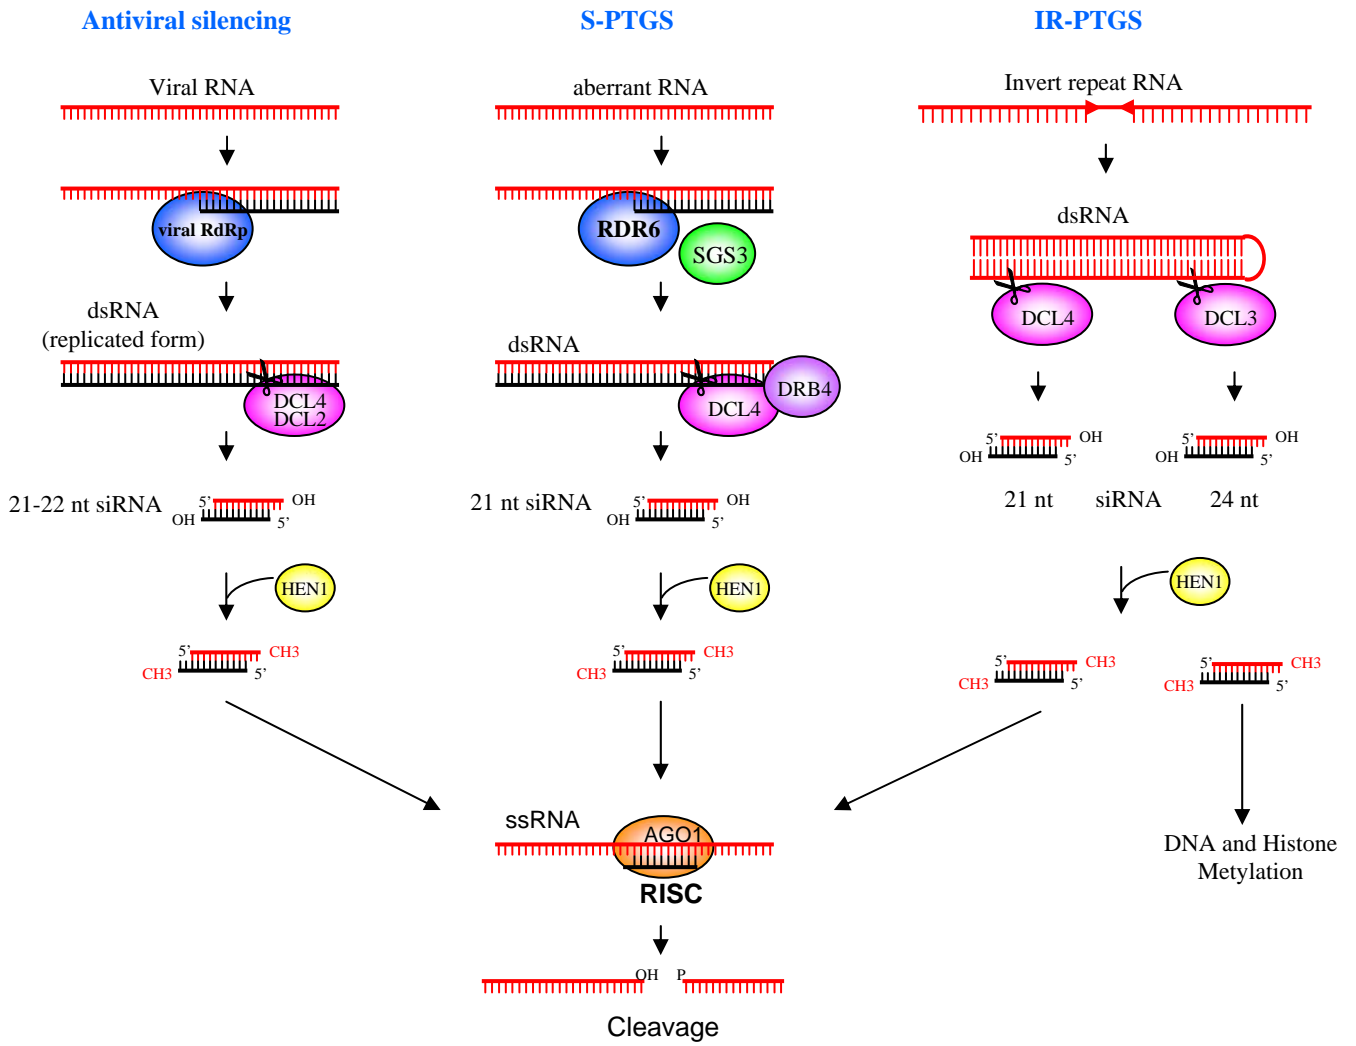 Antiviral silencing
S-PTGS
IR-PTGS
Viral RNA
aberrant RNA
Invert repeat RNA
viral RdRp
RDR6
SGS3
dsRNA
DCL4
DCL3
dsRNA
(replicated form)
DCL4
DCL2
dsRNA
DCL4
DRB4
5’ OH
OH 5’
5’ OH
OH 5’
21 nt siRNA 24 nt
21-22 nt siRNA
5’ OH
OH 5’
21 nt siRNA
5’ OH
OH 5’
HEN1
HEN1
HEN1
5’ CH3
CH3 5’
5’ CH3
CH3 5’
5’ CH3
CH3 5’
5’ CH3
CH3 5’
ssRNA
AGO1
RISC
DNA and Histone
Metylation
OH P
Cleavage